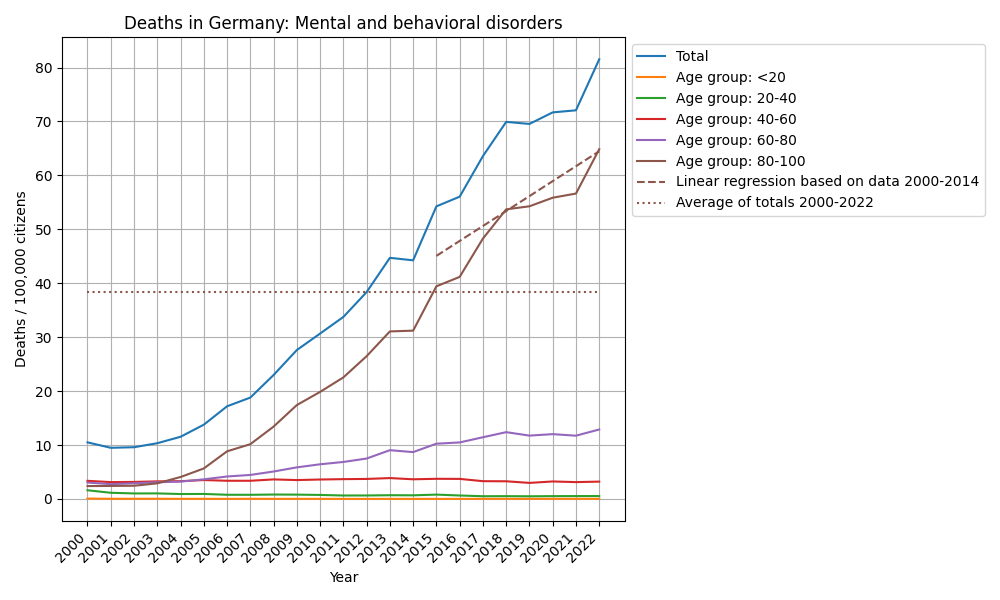 Deaths in Germany: Mental and behavioral disorders
Total
Age group: <20
Age group: 20-40
Age group: 40-60
Age group: 60-80
Age group: 80-100
Linear regression based on data 2000-2014
Average of totals 2000-2022
Deaths / 100,000 citizens
80
70
60
50
40
30
20
10
0
2000
2001
2002
2003
2004
2005
2006
2007
2008
2009
2010
2011
2012
2013
2014
2015
2016
2017
2018
2019
2020
2021
2022
Year